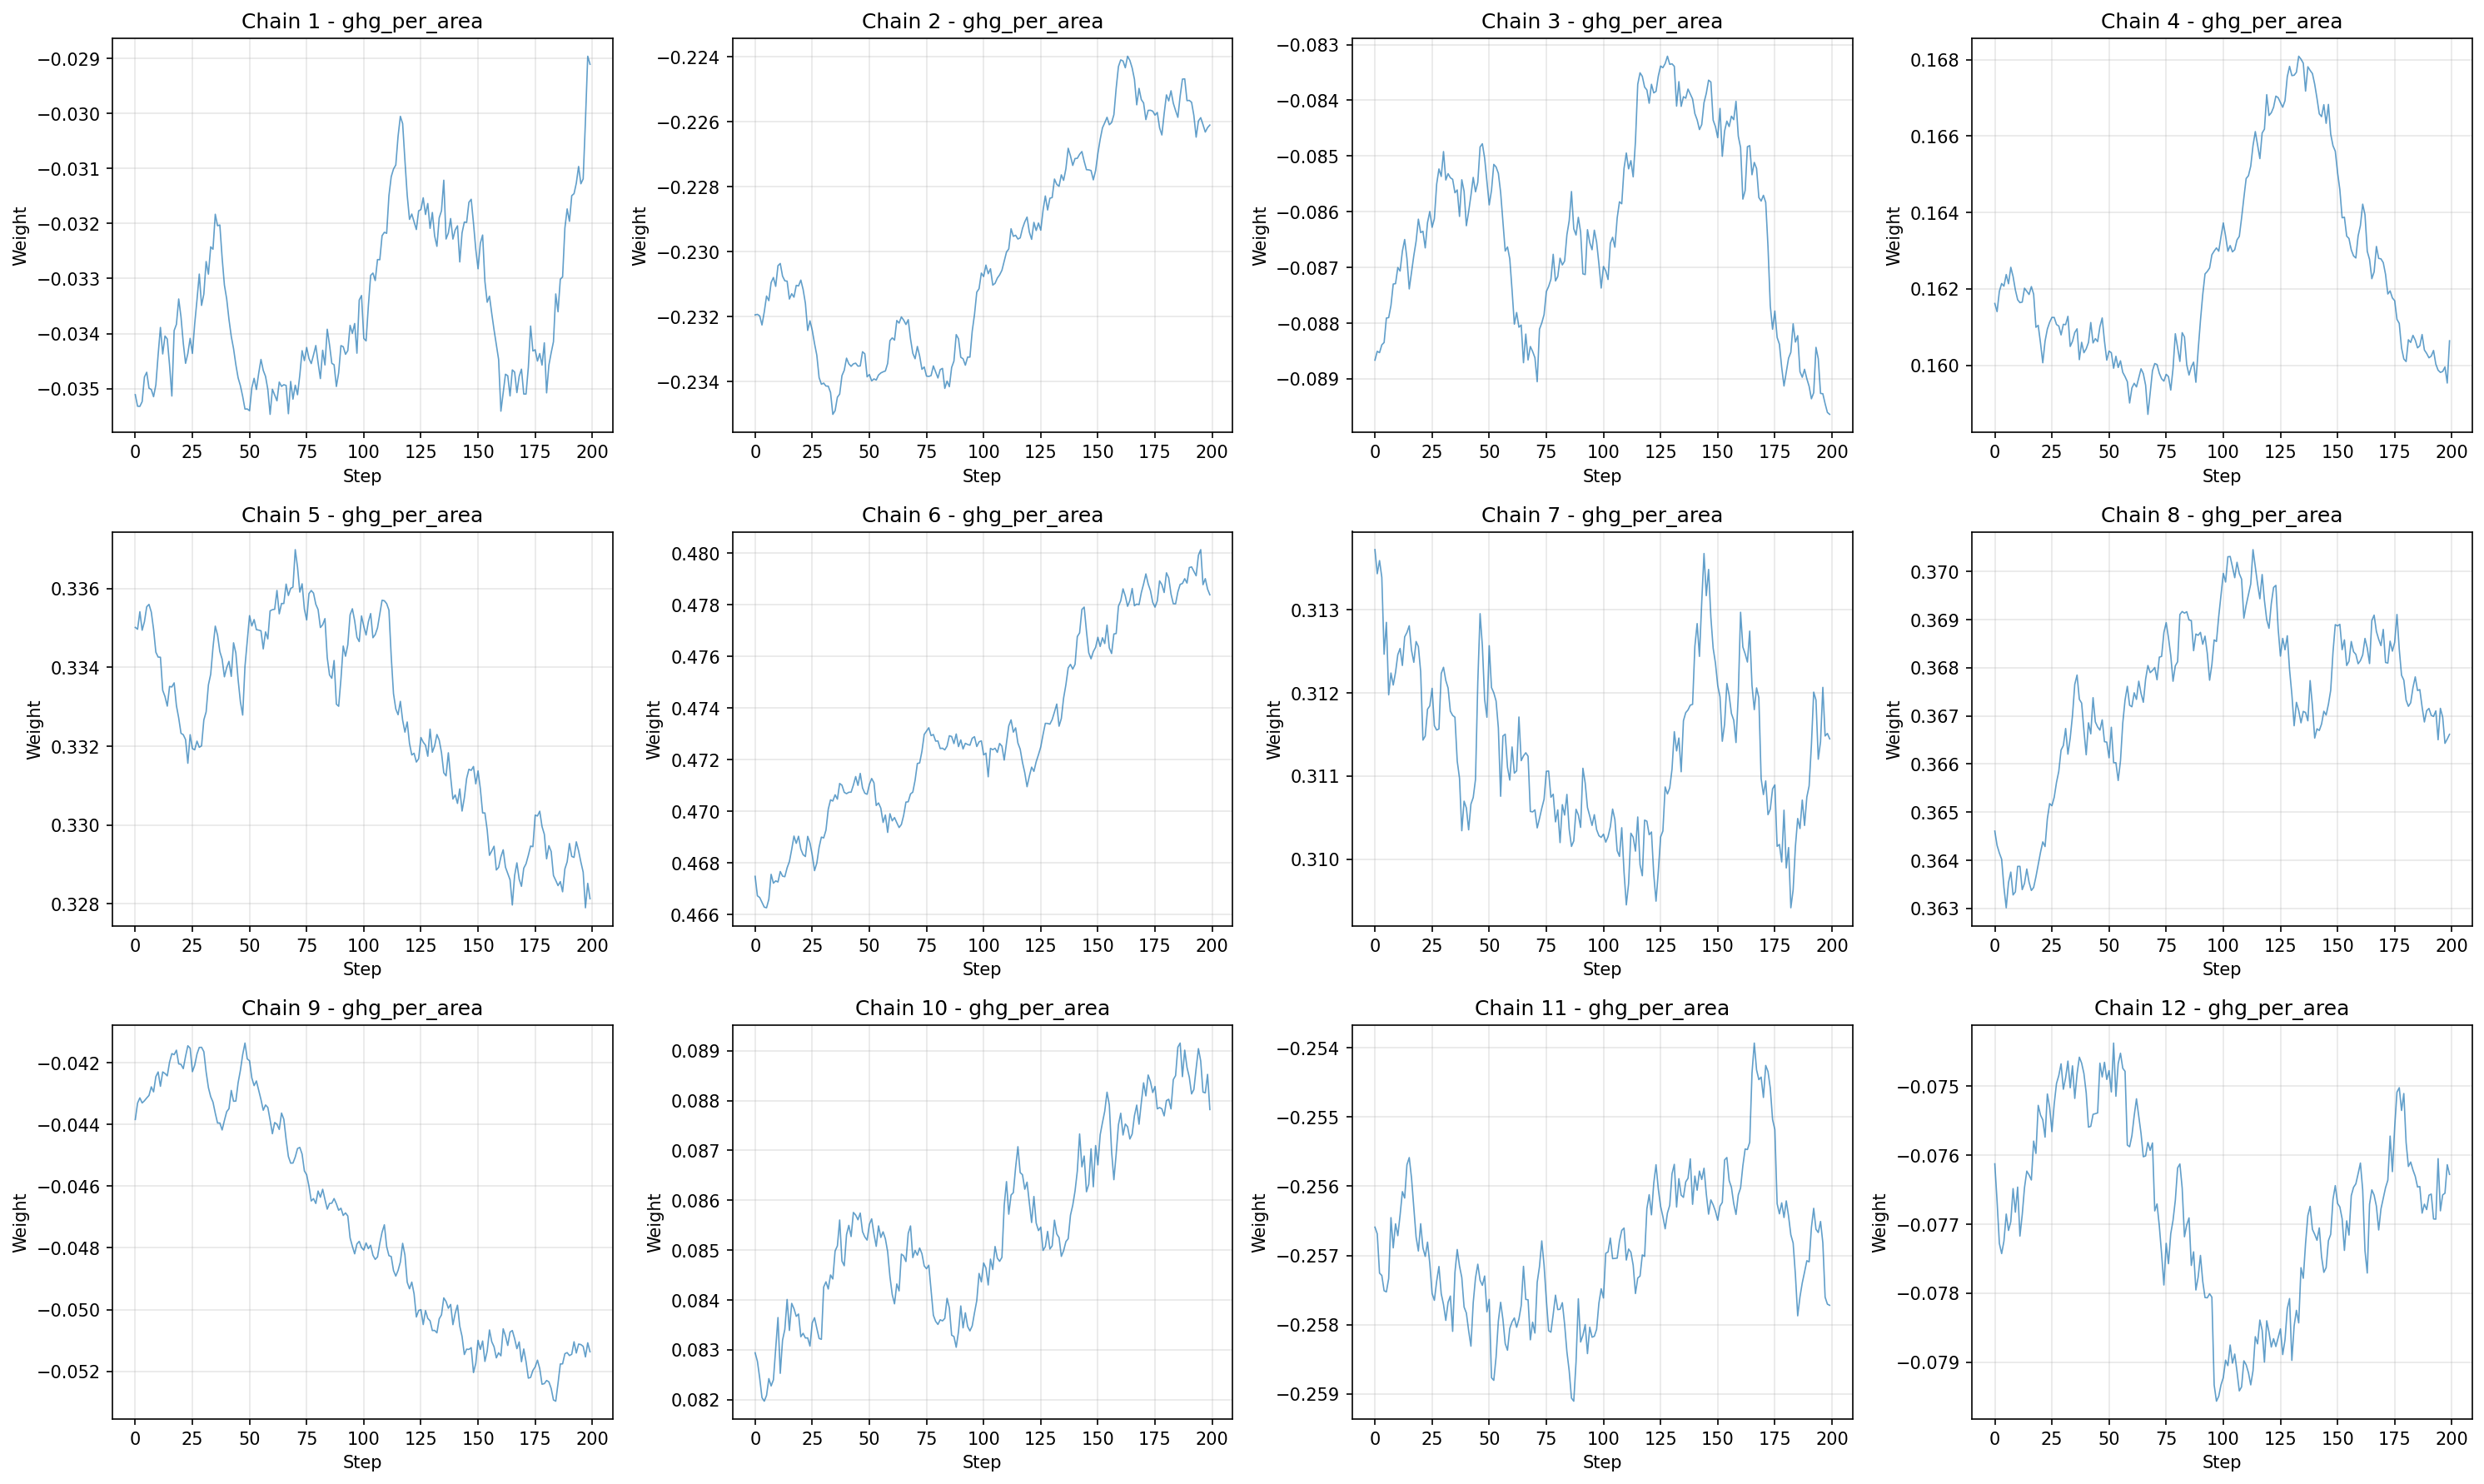 Chain 1 - ghg_per_area
Weight
−0.029
−0.030
−0.031
−0.032
−0.033
−0.034
−0.035
0 25 50 75 100 125 150 175 200
Step
Chain 2 - ghg_per_area
Weight
−0.224
−0.226
−0.228
−0.230
−0.232
−0.234
0 25 50 75 100 125 150 175 200
Step
Chain 3 - ghg_per_area
Weight
−0.083
−0.084
−0.085
−0.086
−0.087
−0.088
−0.089
0 25 50 75 100 125 150 175 200
Step
Chain 4 - ghg_per_area
Weight
0.168
0.166
0.164
0.162
0.160
0 25 50 75 100 125 150 175 200
Step
Chain 5 - ghg_per_area
Weight
0.336
0.334
0.332
0.330
0.328
0 25 50 75 100 125 150 175 200
Step
Chain 6 - ghg_per_area
Weight
0.480
0.478
0.476
0.474
0.472
0.470
0.468
0.466
0 25 50 75 100 125 150 175 200
Step
Chain 7 - ghg_per_area
Weight
0.313
0.312
0.311
0.310
0 25 50 75 100 125 150 175 200
Step
Chain 8 - ghg_per_area
Weight
0.370
0.369
0.368
0.367
0.366
0.365
0.364
0.363
0 25 50 75 100 125 150 175 200
Step
Chain 9 - ghg_per_area
Weight
−0.042
−0.044
−0.046
−0.048
−0.050
−0.052
0 25 50 75 100 125 150 175 200
Step
Chain 10 - ghg_per_area
Weight
0.089
0.088
0.087
0.086
0.085
0.084
0.083
0.082
0 25 50 75 100 125 150 175 200
Step
Chain 11 - ghg_per_area
Weight
−0.254
−0.255
−0.256
−0.257
−0.258
−0.259
0 25 50 75 100 125 150 175 200
Step
Chain 12 - ghg_per_area
Weight
−0.075
−0.076
−0.077
−0.078
−0.079
0 25 50 75 100 125 150 175 200
Step